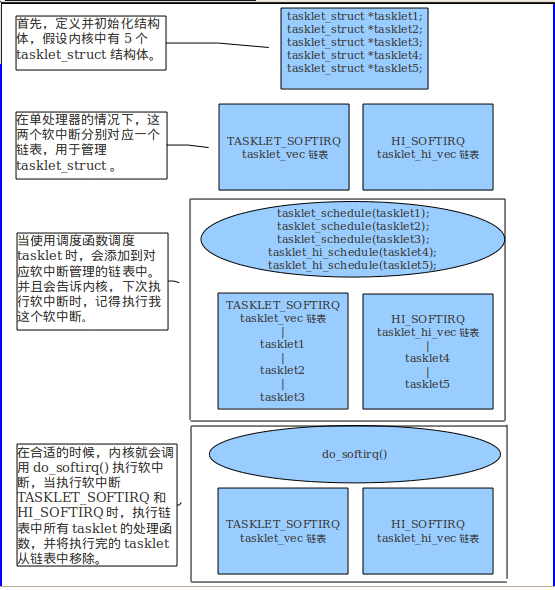 首先，定义并初始化结构
体，假设内核中有 5 个
tasklet_struct 结构体。
tasklet_struct *tasklet1;
tasklet_struct *tasklet2;
tasklet_struct *tasklet3;
tasklet_struct *tasklet4;
tasklet_struct *tasklet5;
在单处理器的情况下，这
两个软中断分别对应一个
链表，用于管理
tasklet_struct 。
TASKLET_SOFTIRQ
tasklet_vec 链表
HI_SOFTIRQ
tasklet_hi_vec 链表
当使用调度函数调度
tasklet 时，会添加到对
应软中断管理的链表中。
并且会告诉内核，下次执
行软中断时，记得执行我
这个软中断。
tasklet_schedule(tasklet1);
tasklet_schedule(tasklet2);
tasklet_schedule(tasklet3);
tasklet_hi_schedule(tasklet4);
tasklet_hi_schedule(tasklet5);
TASKLET_SOFTIRQ
tasklet_vec 链表
|
tasklet1
|
tasklet2
|
tasklet3
HI_SOFTIRQ
tasklet_hi_vec 链表
|
tasklet4
|
tasklet5
在合适的时候，内核就会调
用 do_softirq() 执行软中
断，当执行软中断
TASKLET_SOFTIRQ 和
HI_SOFTIRQ 时，执行链
表中所有 tasklet 的处理函
数，并将执行完的 tasklet
从链表中移除。
do_softirq()
TASKLET_SOFTIRQ
tasklet_vec 链表
HI_SOFTIRQ
tasklet_hi_vec 链表